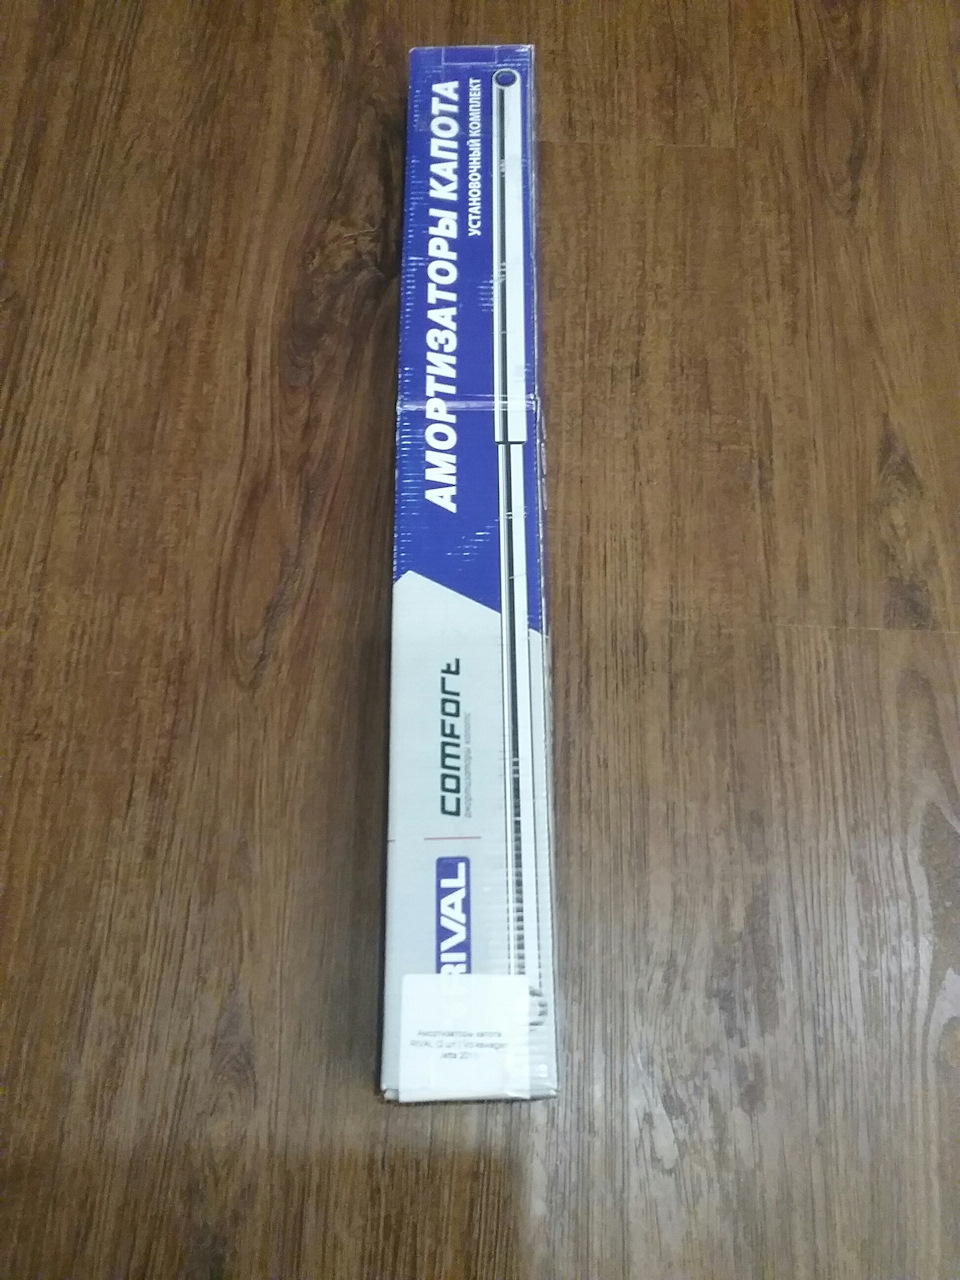 АМОРТИЗАТОРЫ КАПОТА
УСТАНОВОЧНЫЙ КОМПЛЕКТ
COMFORT
амортизаторы капота
RIVAL
Амортизаторы капота
RIVAL (2 шт.) Volkswagen
Jetta 2011-